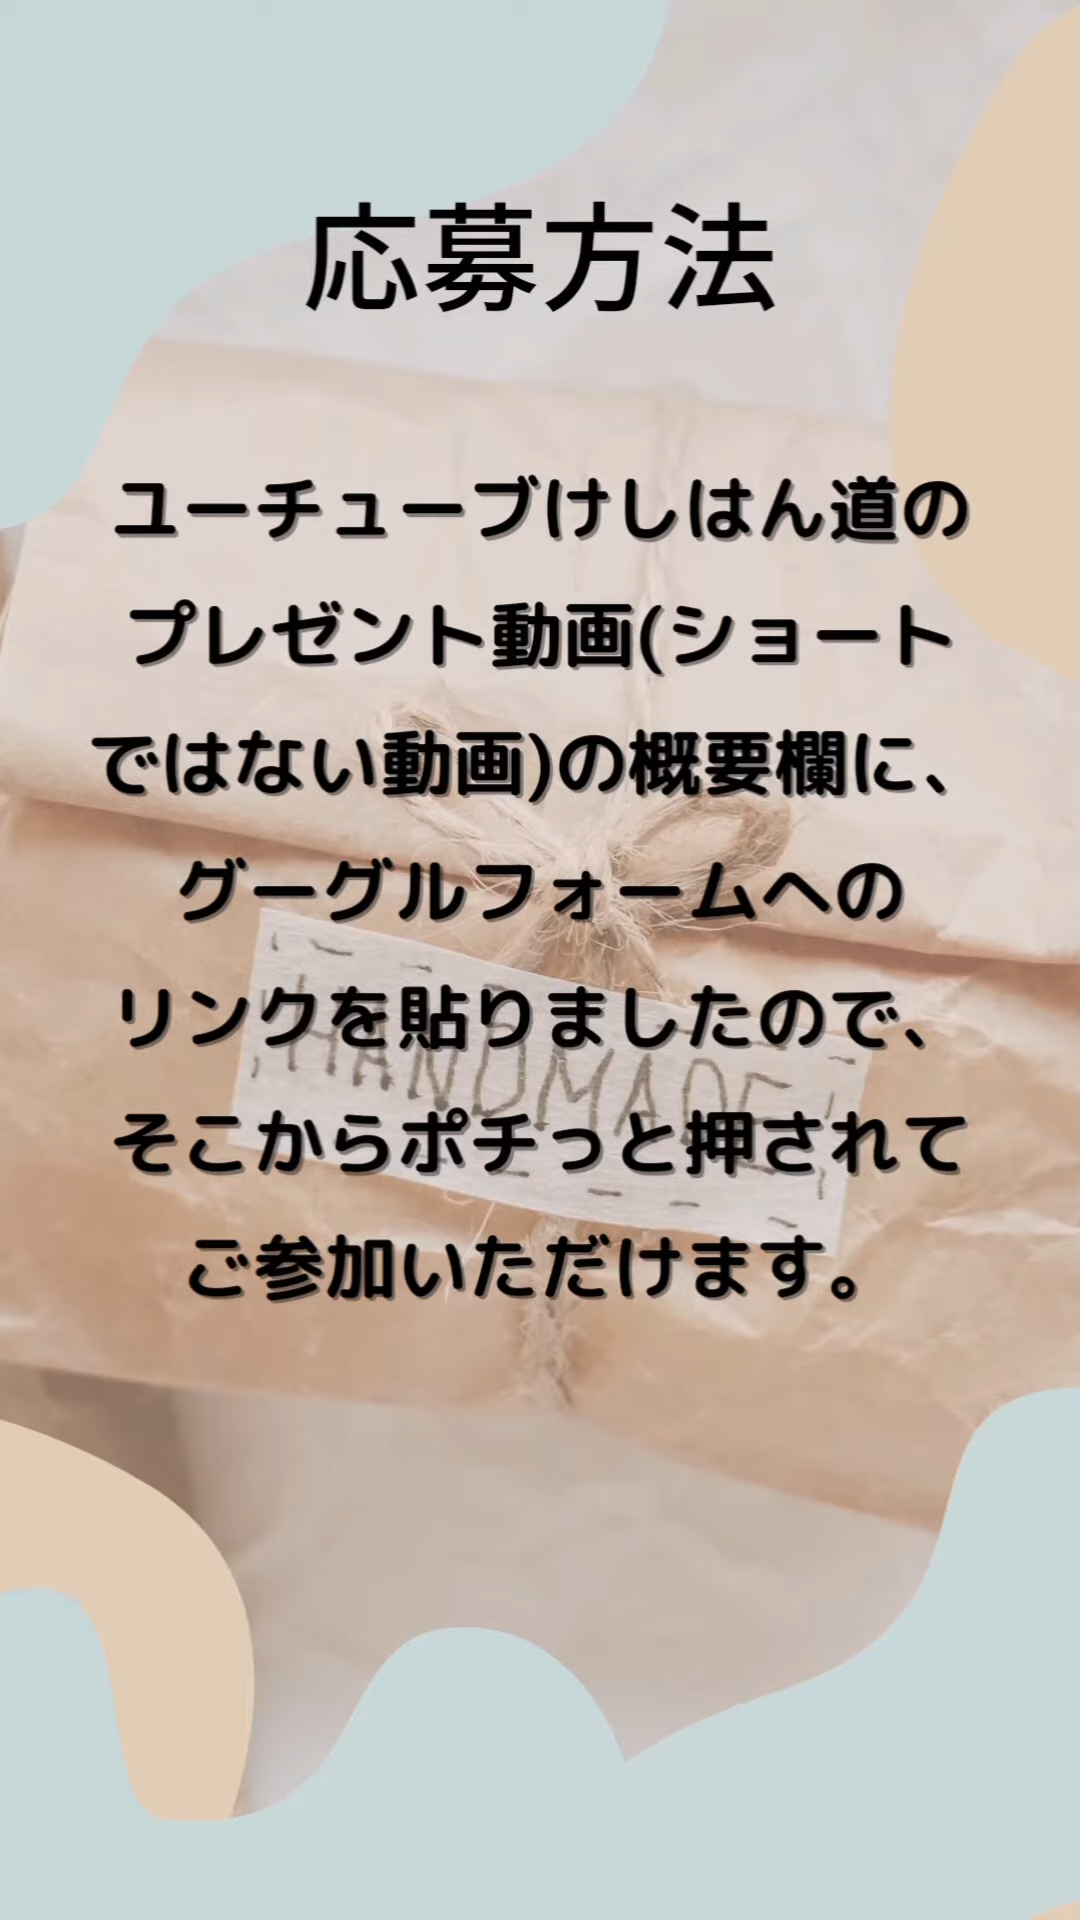 応募方法
ユーチューブけしはん道の
プレゼント動画(ショート
ではない動画)の概要欄に、
グーグルフォームへの
リンクを貼りましたので、
HANDMADE
そこからポチっと押されて
ご参加いただけます。